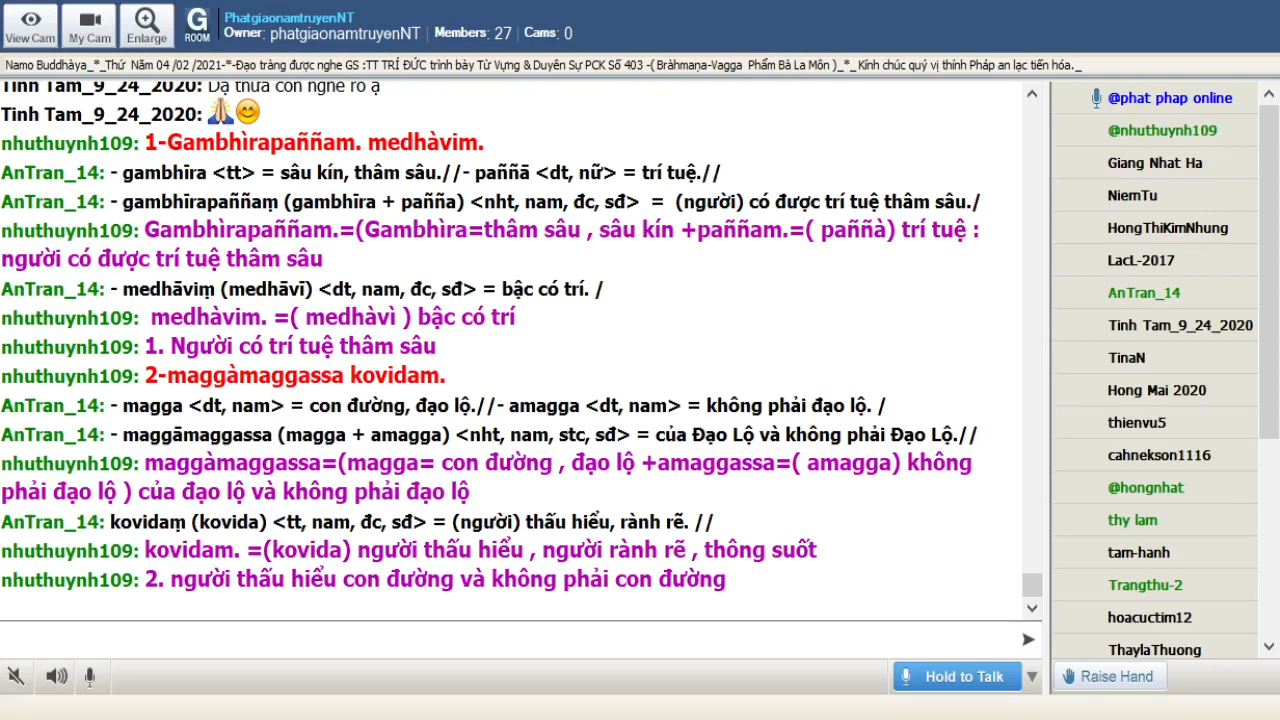 View Cam
My Cam
Enlarge
G
ROOM
PhatgiaonamtruyenNT
Owner: phatgiaonamtruyenNT | Members: 27 | Cams: 0
Namo Buddhàya_*_Thứ Năm 04 /02 /2021-*-Đạo tràng được nghe GS :TT TRÍ ĐỨC trình bày Từ Vựng & Duyên Sự PCK Số 403 -( Bràhmaṇa-Vagga Phẩm Bà La Môn )_*_ Kính chúc quý vị thính Pháp an lạc tiến hóa._
Tinh Tam_9_24_2020: Dạ thưa con nghe rõ ạ
Tinh Tam_9_24_2020: 🙏😊
nhuthuynh109: 1-Gambhìrapaññam. medhàvim.
AnTran_14: - gambhīra <tt> = sâu kín, thâm sâu.//- paññā <dt, nữ> = trí tuệ.//
AnTran_14: - gambhīrapaññaṃ (gambhīra + pañña) <nht, nam, đc, sđ> = (người) có được trí tuệ thâm sâu./
nhuthuynh109: Gambhìrapaññam.=(Gambhìra=thâm sâu , sâu kín +paññam.=( paññà) trí tuệ :
người có được trí tuệ thâm sâu
AnTran_14: - medhāviṃ (medhāvī) <dt, nam, đc, sđ> = bậc có trí. /
nhuthuynh109: medhàvim. =( medhàvì ) bậc có trí
nhuthuynh109: 1. Người có trí tuệ thâm sâu
nhuthuynh109: 2-maggàmaggassa kovidam.
AnTran_14: - magga <dt, nam> = con đường, đạo lộ.//- amagga <dt, nam> = không phải đạo lộ. /
AnTran_14: - maggāmaggassa (magga + amagga) <nht, nam, stc, sđ> = của Đạo Lộ và không phải Đạo Lộ.//
nhuthuynh109: maggàmaggassa=(magga= con đường , đạo lộ +amaggassa=( amagga) không
phải đạo lộ ) của đạo lộ và không phải đạo lộ
AnTran_14: kovidaṃ (kovida) <tt, nam, đc, sđ> = (người) thấu hiểu, rành rẽ. //
nhuthuynh109: kovidam. =(kovida) người thấu hiểu , người rành rẽ , thông suốt
nhuthuynh109: 2. người thấu hiểu con đường và không phải con đường
@phat phap online
@nhuthuynh109
Giang Nhat Ha
NiemTu
HongThiKimNhung
LacL-2017
AnTran_14
Tinh Tam_9_24_2020
TinaN
Hong Mai 2020
thienvu5
cahnekson1116
@hongnhat
thy lam
tam-hanh
Trangthu-2
hoacuctim12
ThaylaThuong
Hold to Talk
Raise Hand